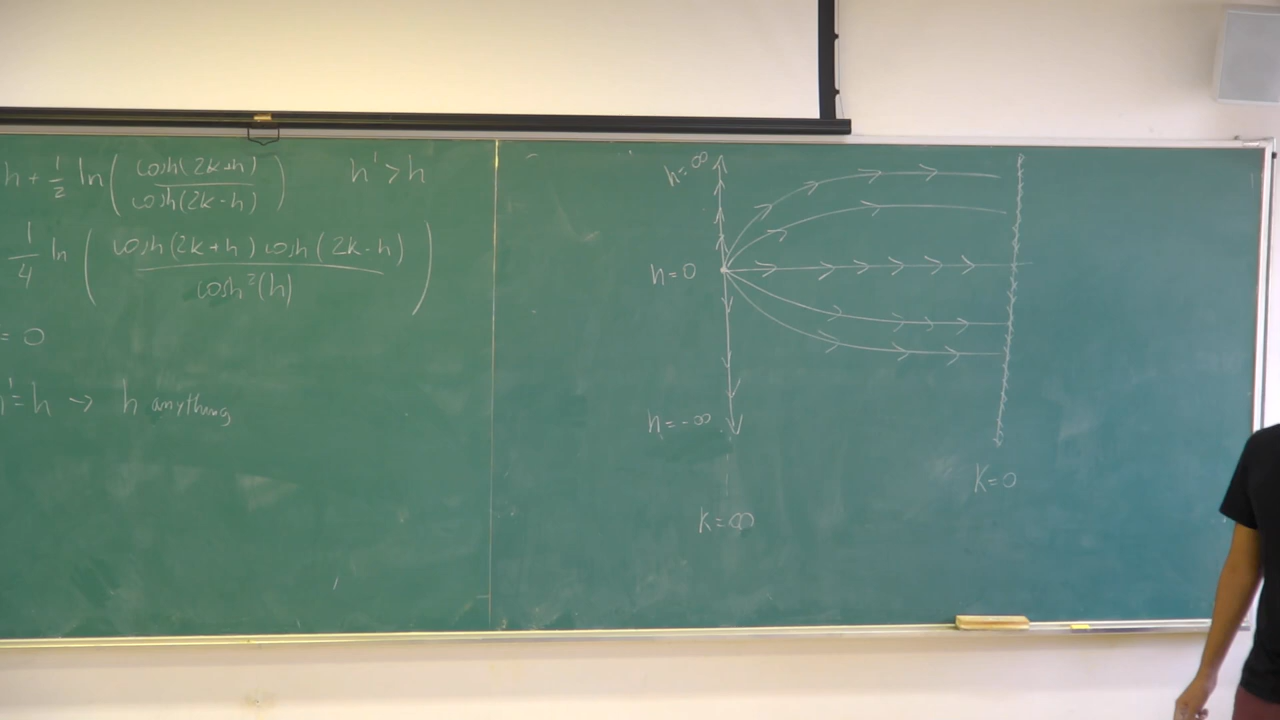 h + 1/2 ln ( cosh(2k+h) / cosh(2k-h) ) h' > h
1/4 ln ( cosh(2k+h) cosh(2k-h) / cosh²(h) )
= 0
h' = h → h anything
h=∞
h=0
h=-∞
k=∞
K=0